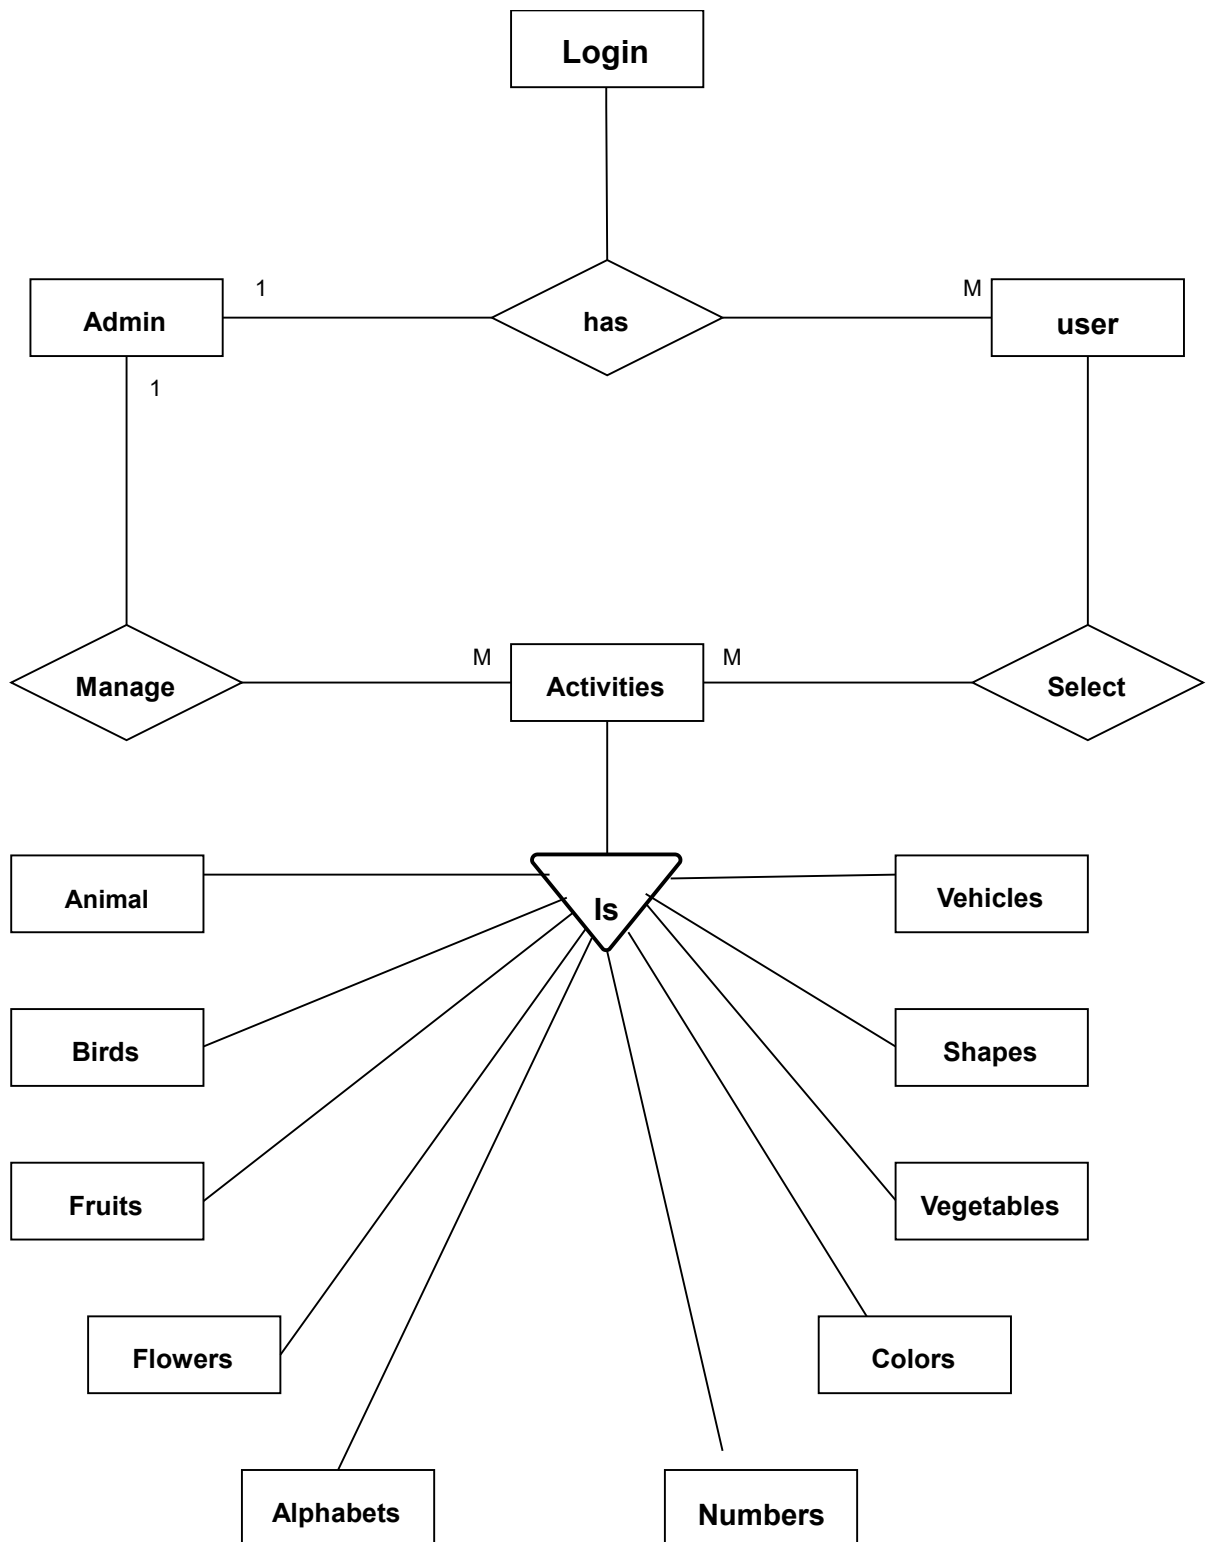 Login
1
M
Admin
has
user
1
M
M
Manage
Activities
Select
Animal
Is
Vehicles
Birds
Shapes
Fruits
Vegetables
Flowers
Colors
Alphabets
Numbers